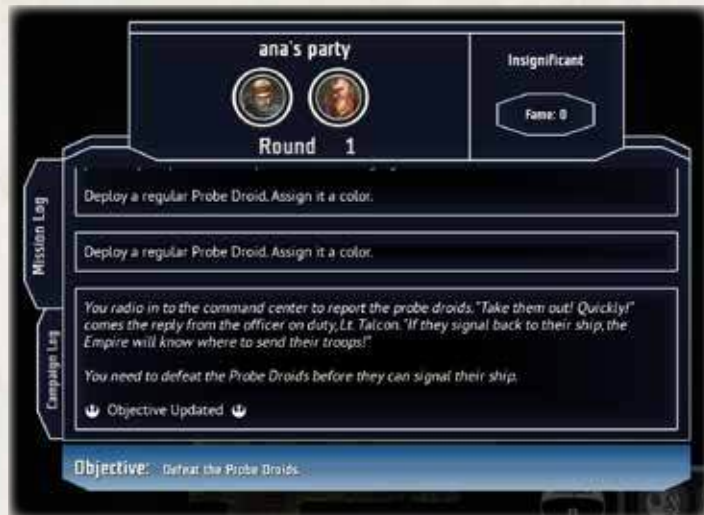 ana's party
Insignificant
Fame: 0
Round 1
Mission Log
Deploy a regular Probe Droid. Assign it a color.
Deploy a regular Probe Droid. Assign it a color.
You radio in to the command center to report the probe droids. "Take them out! Quickly!"
comes the reply from the officer on duty, Lt. Talcon. "If they signal back to their ship, the
Empire will know where to send their troops!"
You need to defeat the Probe Droids before they can signal their ship.
Campaign Log
Objective Updated
Objective: Defeat the Probe Droids.